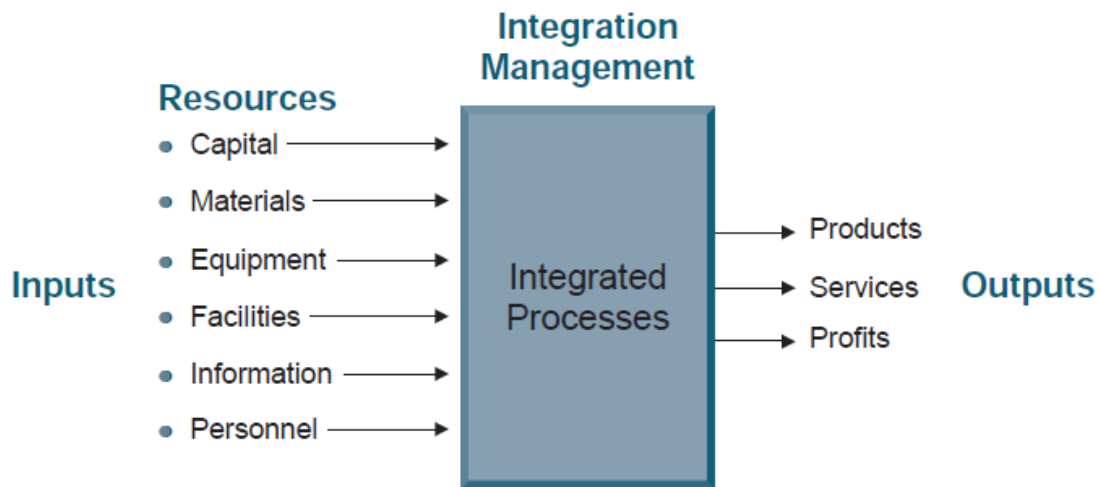 Integration
Management
Resources
Capital
Materials
Equipment
Facilities
Information
Personnel
Inputs
Integrated
Processes
Products
Services
Profits
Outputs